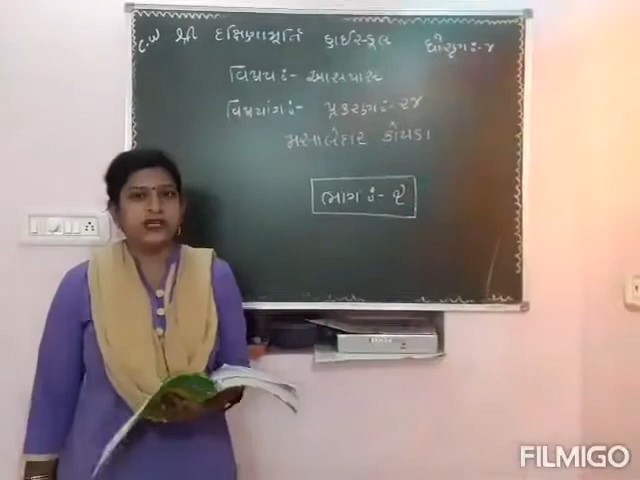 C.W શ્રી દક્ષિણામૂર્તિ હાઈસ્કૂલ ધોરણ :- ૪
વિષય :- આસપાસ
વિષયાંગ :- પ્રકરણ :- ૨૪
મસાલેદાર કોયડા
ભાગ :- ૨
FILMIGO